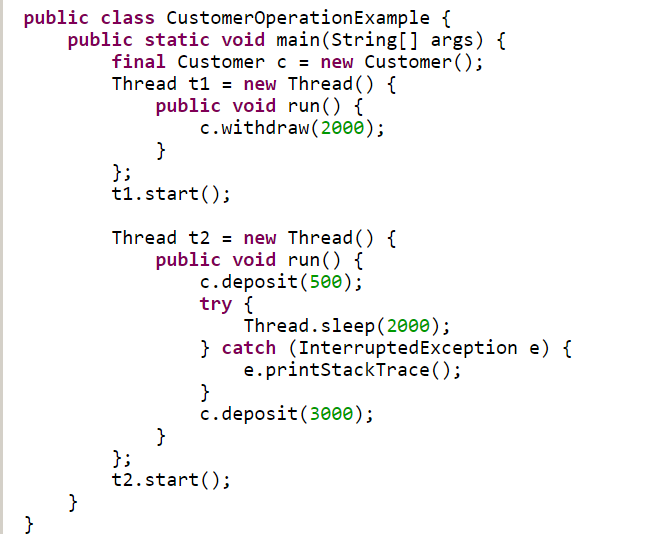 public class CustomerOperationExample {
    public static void main(String[] args) {
        final Customer c = new Customer();
        Thread t1 = new Thread() {
            public void run() {
                c.withdraw(2000);
            }
        };
        t1.start();

        Thread t2 = new Thread() {
            public void run() {
                c.deposit(500);
                try {
                    Thread.sleep(2000);
                } catch (InterruptedException e) {
                    e.printStackTrace();
                }
                c.deposit(3000);
            }
        };
        t2.start();
    }
}